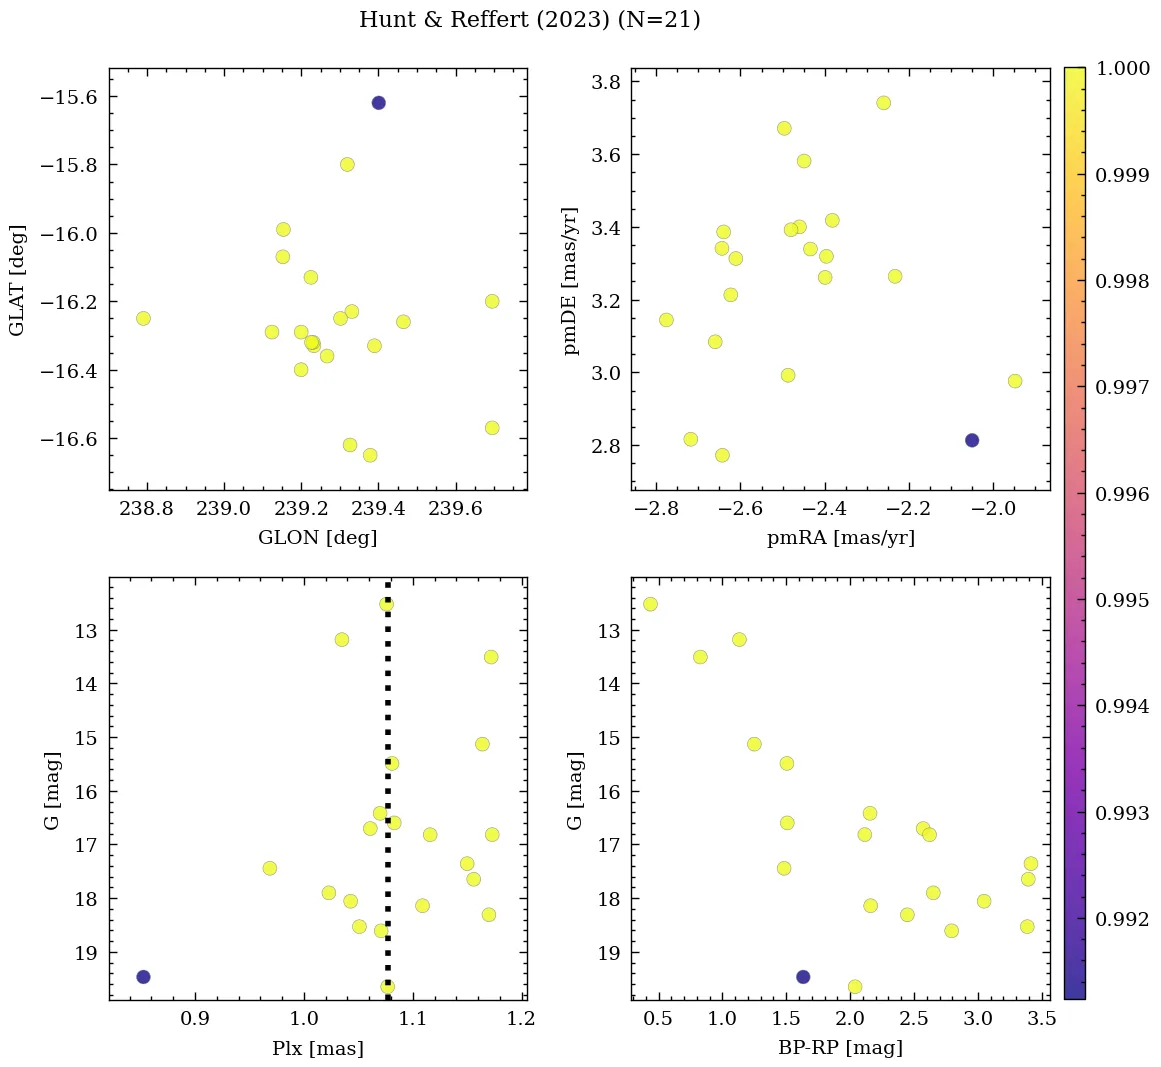 Hunt & Reffert (2023) (N=21)
−15.6
−15.8
−16.0
−16.2
−16.4
−16.6
GLAT [deg]
238.8 239.0 239.2 239.4 239.6
GLON [deg]
3.8
3.6
3.4
3.2
3.0
2.8
pmDE [mas/yr]
−2.8 −2.6 −2.4 −2.2 −2.0
pmRA [mas/yr]
13
14
15
16
17
18
19
G [mag]
0.9 1.0 1.1 1.2
Plx [mas]
13
14
15
16
17
18
19
G [mag]
0.5 1.0 1.5 2.0 2.5 3.0 3.5
BP-RP [mag]
1.000
0.999
0.998
0.997
0.996
0.995
0.994
0.993
0.992